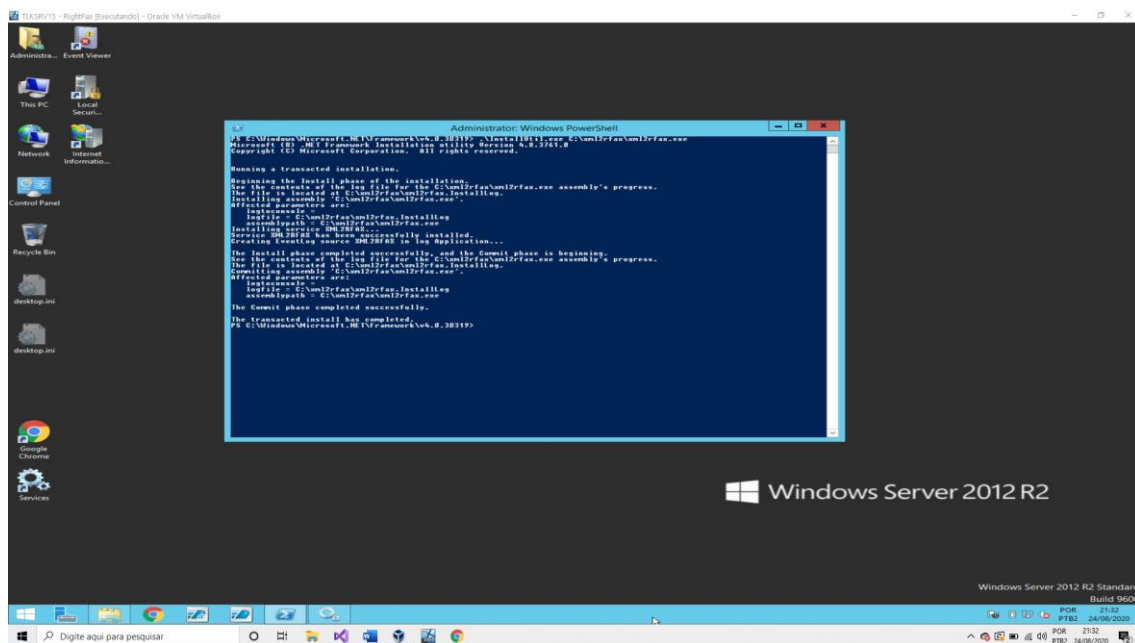 TLKSRV15 - RightFax [Executando] - Oracle VM VirtualBox
Administra...
Event Viewer
This PC
Local
Securi...
Network
Internet
Informatio...
Control Panel
Recycle Bin
desktop.ini
desktop.ini
Google
Chrome
Services
Administrator: Windows PowerShell
PS C:\Windows\Microsoft.NET\Framework\v4.0.30319> .\InstallUtil.exe C:\xml2rfax\xml2rfax.exe
Microsoft (R) .NET Framework Installation utility Version 4.8.3761.0
Copyright (C) Microsoft Corporation. All rights reserved.
Running a transacted installation.
Beginning the Install phase of the installation.
See the contents of the log file for the C:\xml2rfax\xml2rfax.exe assembly's progress.
The file is located at C:\xml2rfax\xml2rfax.InstallLog.
Installing assembly 'C:\xml2rfax\xml2rfax.exe'.
Affected parameters are:
logtoconsole =
logfile = C:\xml2rfax\xml2rfax.InstallLog
assemblypath = C:\xml2rfax\xml2rfax.exe
Installing service XML2RFAX...
Service XML2RFAX has been successfully installed.
Creating EventLog source XML2RFAX in log Application...
The Install phase completed successfully, and the Commit phase is beginning.
See the contents of the log file for the C:\xml2rfax\xml2rfax.exe assembly's progress.
The file is located at C:\xml2rfax\xml2rfax.InstallLog.
Committing assembly 'C:\xml2rfax\xml2rfax.exe'.
Affected parameters are:
logtoconsole =
logfile = C:\xml2rfax\xml2rfax.InstallLog
assemblypath = C:\xml2rfax\xml2rfax.exe
The Commit phase completed successfully.
The transacted install has completed.
PS C:\Windows\Microsoft.NET\Framework\v4.0.30319>
Windows Server 2012 R2
Windows Server 2012 R2 Standar
Build 960
POR 21:32
PTB2 24/08/2020
Digite aqui para pesquisar
POR 21:32
PTB2 24/08/2020